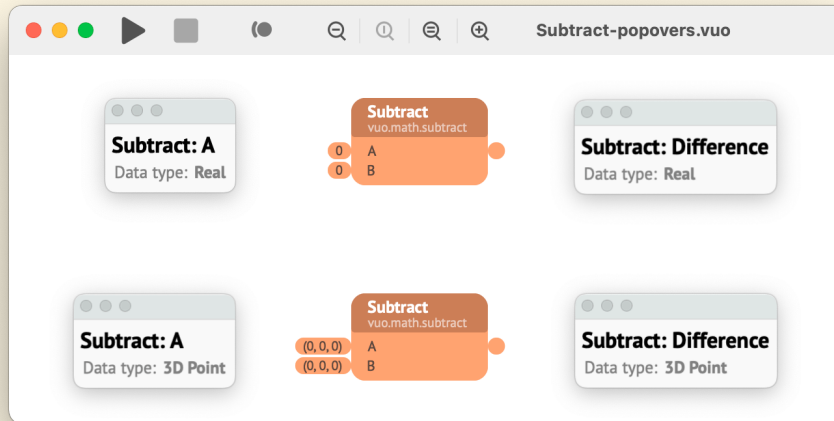 Subtract-popovers.vuo
Subtract: A
Data type: Real
Subtract
vuo.math.subtract
0 A
0 B
Subtract: Difference
Data type: Real
Subtract: A
Data type: 3D Point
Subtract
vuo.math.subtract
(0, 0, 0) A
(0, 0, 0) B
Subtract: Difference
Data type: 3D Point